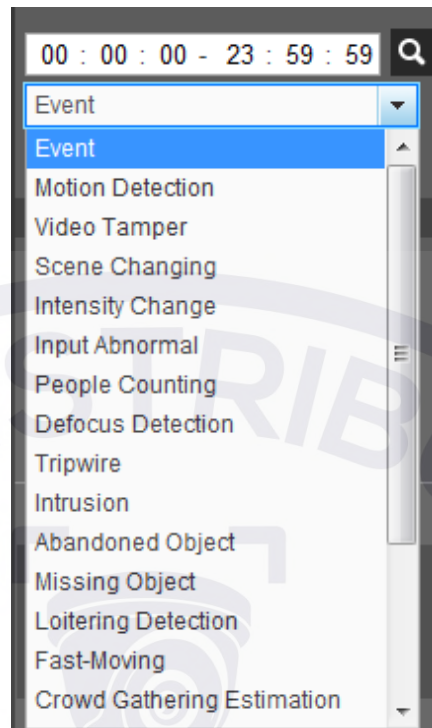 00 : 00 : 00 - 23 : 59 : 59
Event
Event
Motion Detection
Video Tamper
Scene Changing
Intensity Change
Input Abnormal
People Counting
Defocus Detection
Tripwire
Intrusion
Abandoned Object
Missing Object
Loitering Detection
Fast-Moving
Crowd Gathering Estimation
STRIB